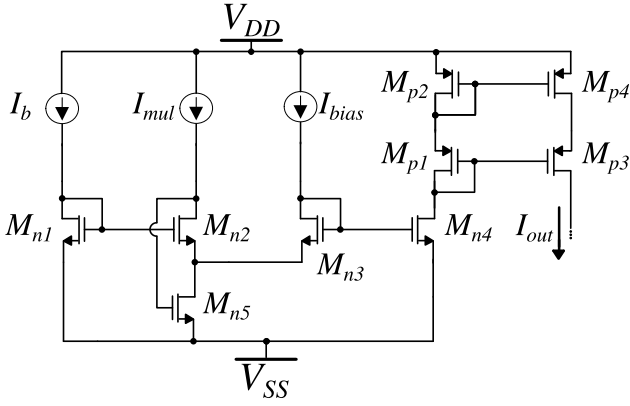 V_DD
I_b
I_mul
I_bias
M_p2
M_p4
M_p1
M_p3
M_n1
M_n2
M_n4
I_out
M_n3
M_n5
V_SS